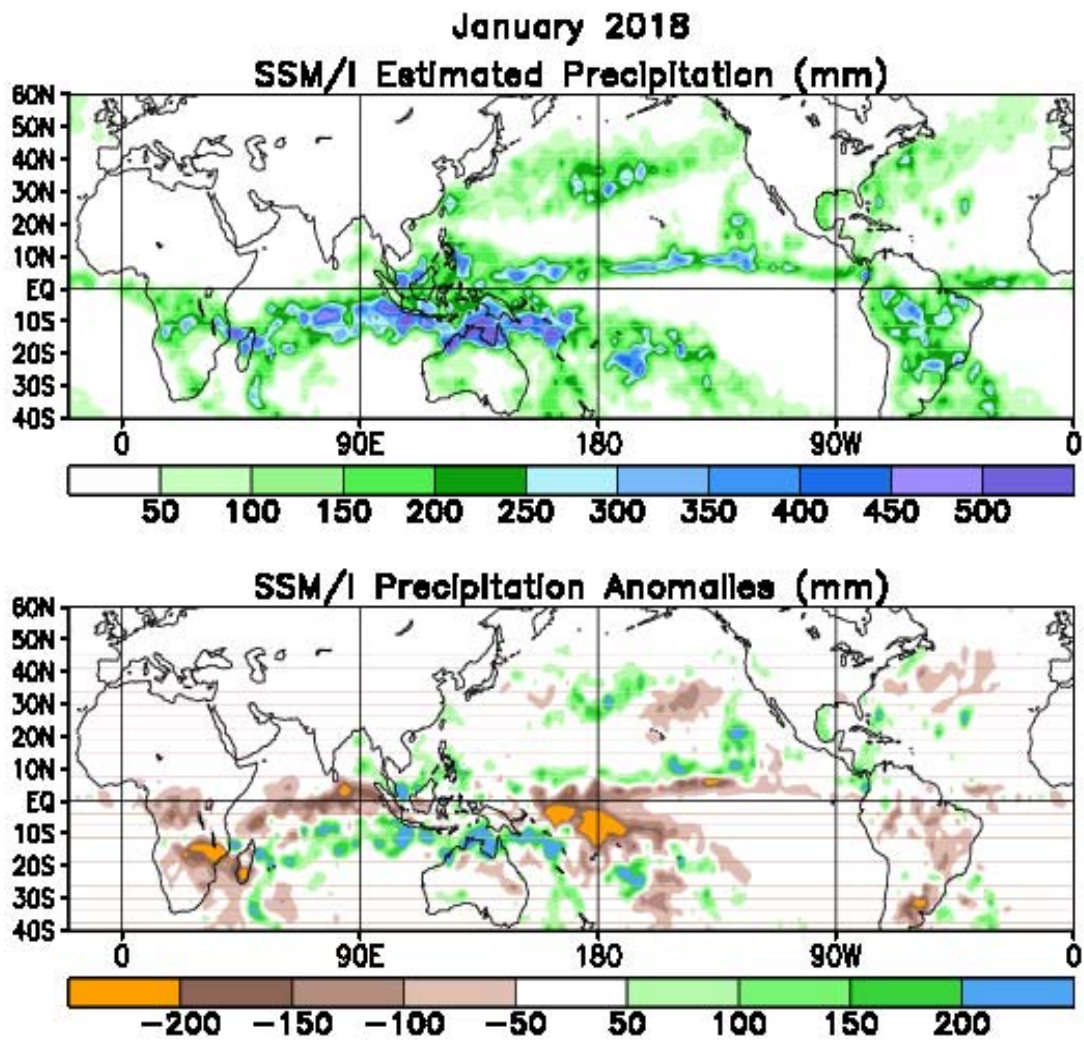 January 2018
SSM/I Estimated Precipitation (mm)
60N
50N
40N
30N
20N
10N
EQ
10S
20S
30S
40S
0 90E 180 90W 0
50 100 150 200 250 300 350 400 450 500
SSM/I Precipitation Anomalies (mm)
60N
50N
40N
30N
20N
10N
EQ
10S
20S
30S
40S
0 90E 180 90W 0
-200 -150 -100 -50 50 100 150 200